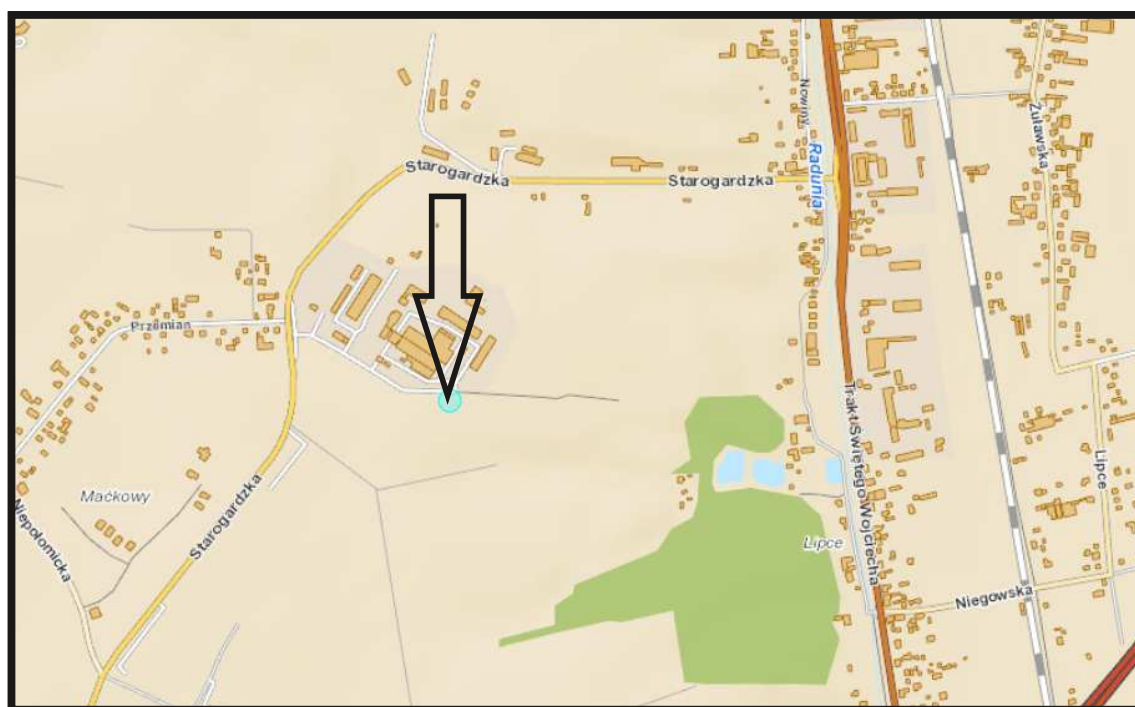 Nowiny
Radunia
Żuławska
Starogardzka
Starogardzka
Przemian
Trakt Świętego Wojciecha
Lipce
Maćkowy
Niepołomicka
Starogardzka
Lipce
Niegowska